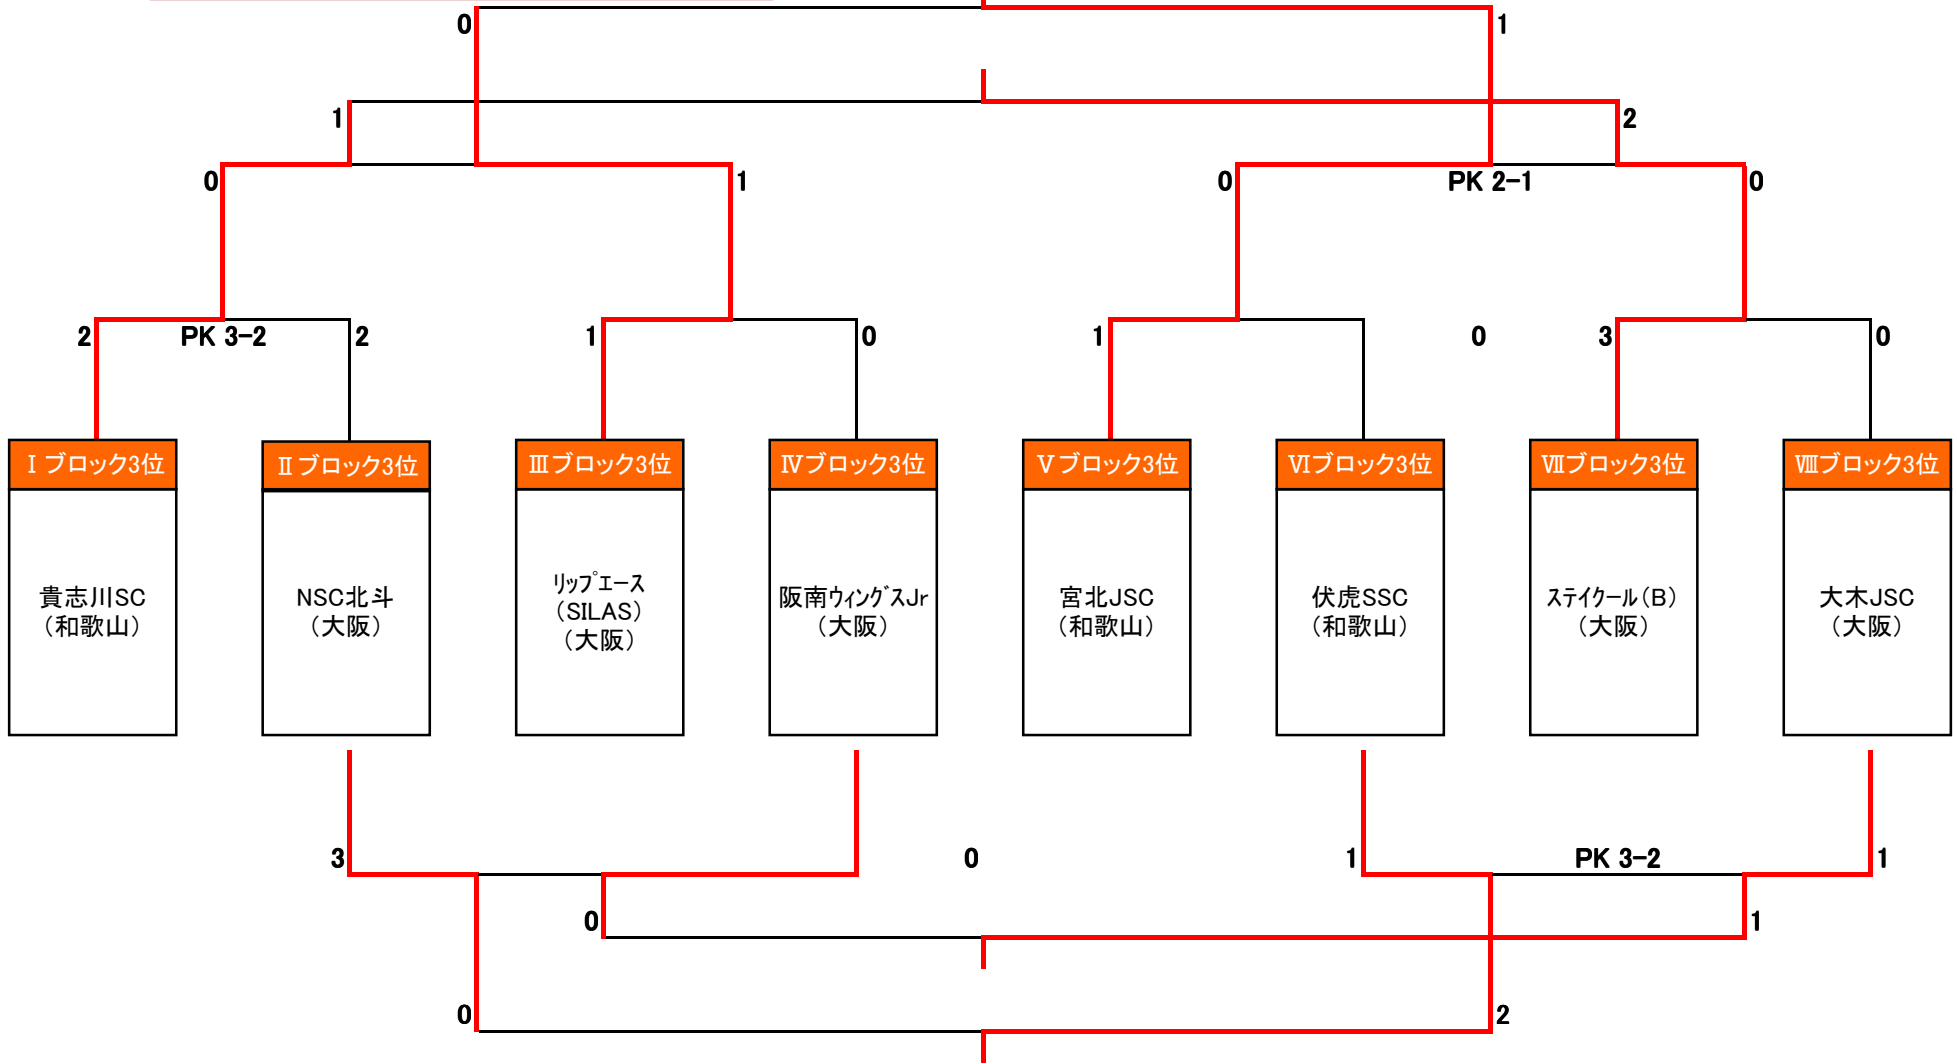 0 1
1 2
0 1 0 PK 2-1 0
2 PK 3-2 2 1 0 1 0 3 0
Ⅰ ブロック3位 Ⅱ ブロック3位 Ⅲブロック3位 Ⅳブロック3位 Ⅴ ブロック3位 Ⅵブロック3位 Ⅶブロック3位 Ⅷブロック3位
貴志川SC
（和歌山）
NSC北斗
（大阪）
ﾘｯﾌﾟｴｰｽ
（SILAS）
（大阪）
阪南ｳｨﾝｸﾞｽJr
（大阪）
宮北JSC
（和歌山）
伏虎SSC
（和歌山）
ｽﾃｲｸｰﾙ（B）
（大阪）
大木JSC
（大阪）
3 0 1 PK 3-2 1
0 1
0 2